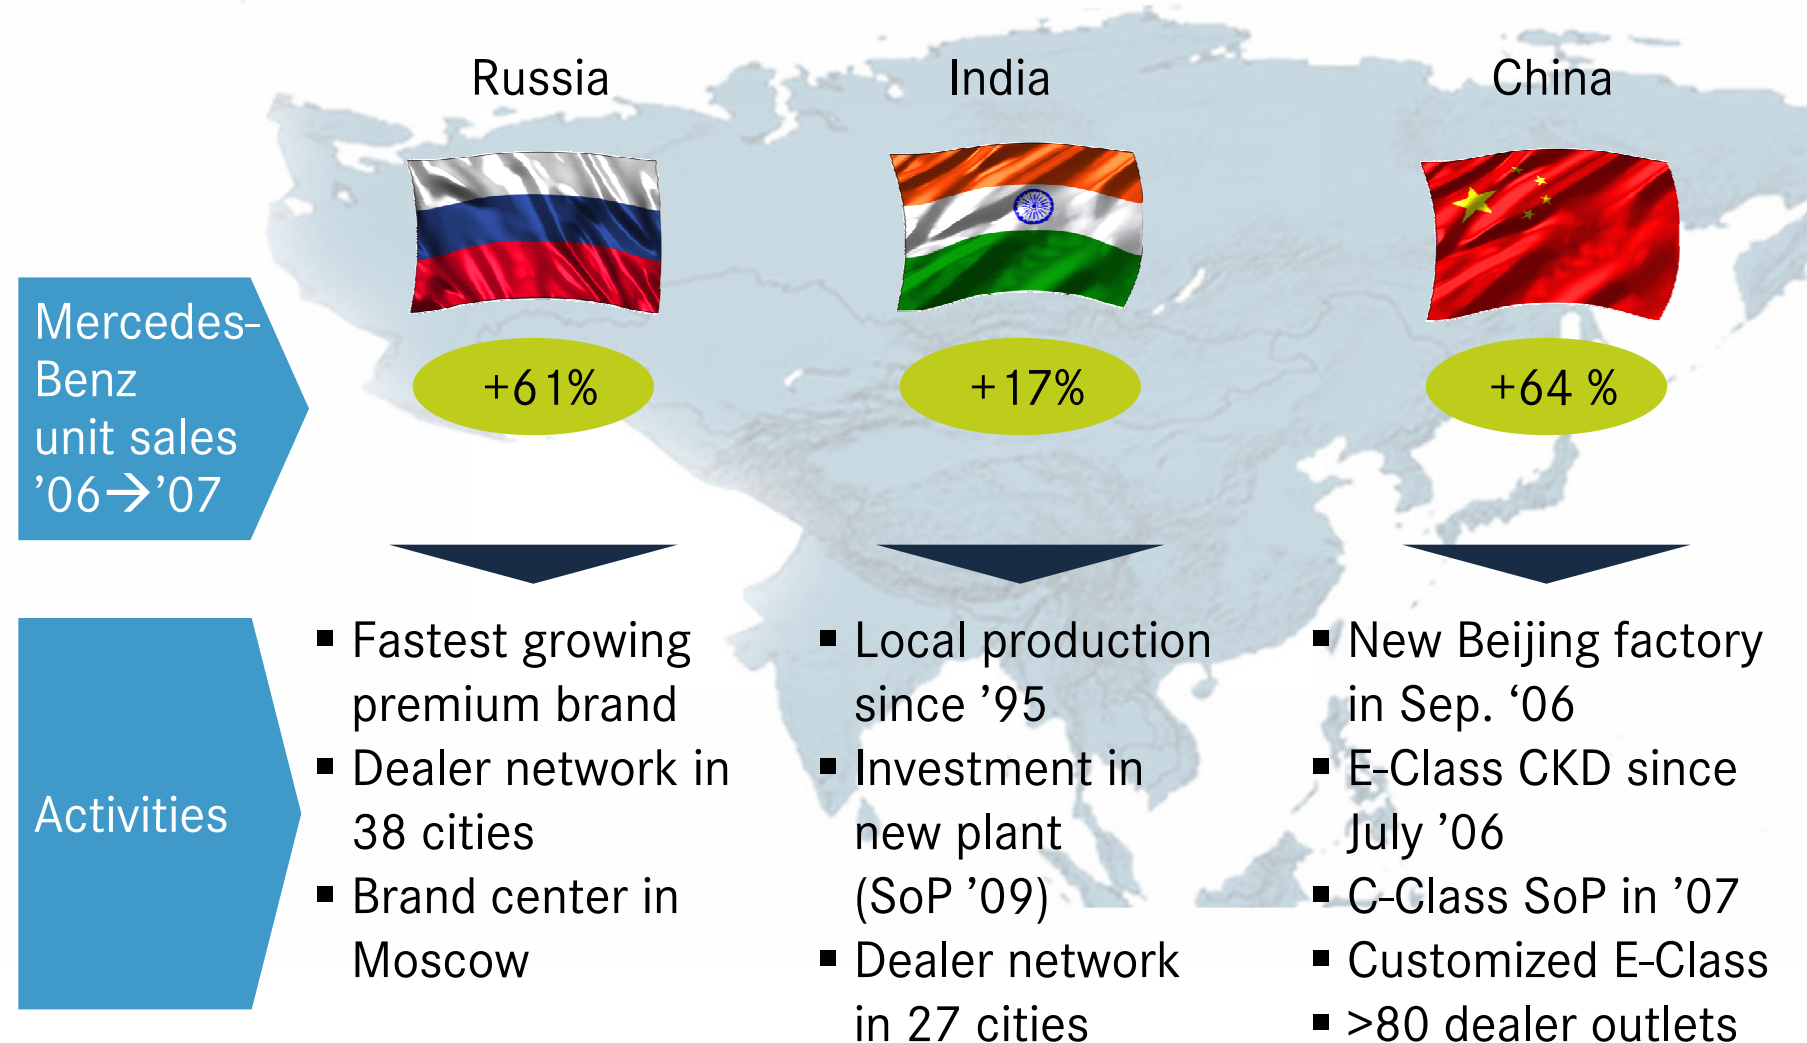 Russia
India
China
Mercedes-
Benz
unit sales
’06→’07
+61%
+17%
+64 %
Activities
▪ Fastest growing
premium brand
▪ Dealer network in
38 cities
▪ Brand center in
Moscow
▪ Local production
since ’95
▪ Investment in
new plant
(SoP ’09)
▪ Dealer network
in 27 cities
▪ New Beijing factory
in Sep. ‘06
▪ E-Class CKD since
July ’06
▪ C-Class SoP in ’07
▪ Customized E-Class
▪ >80 dealer outlets